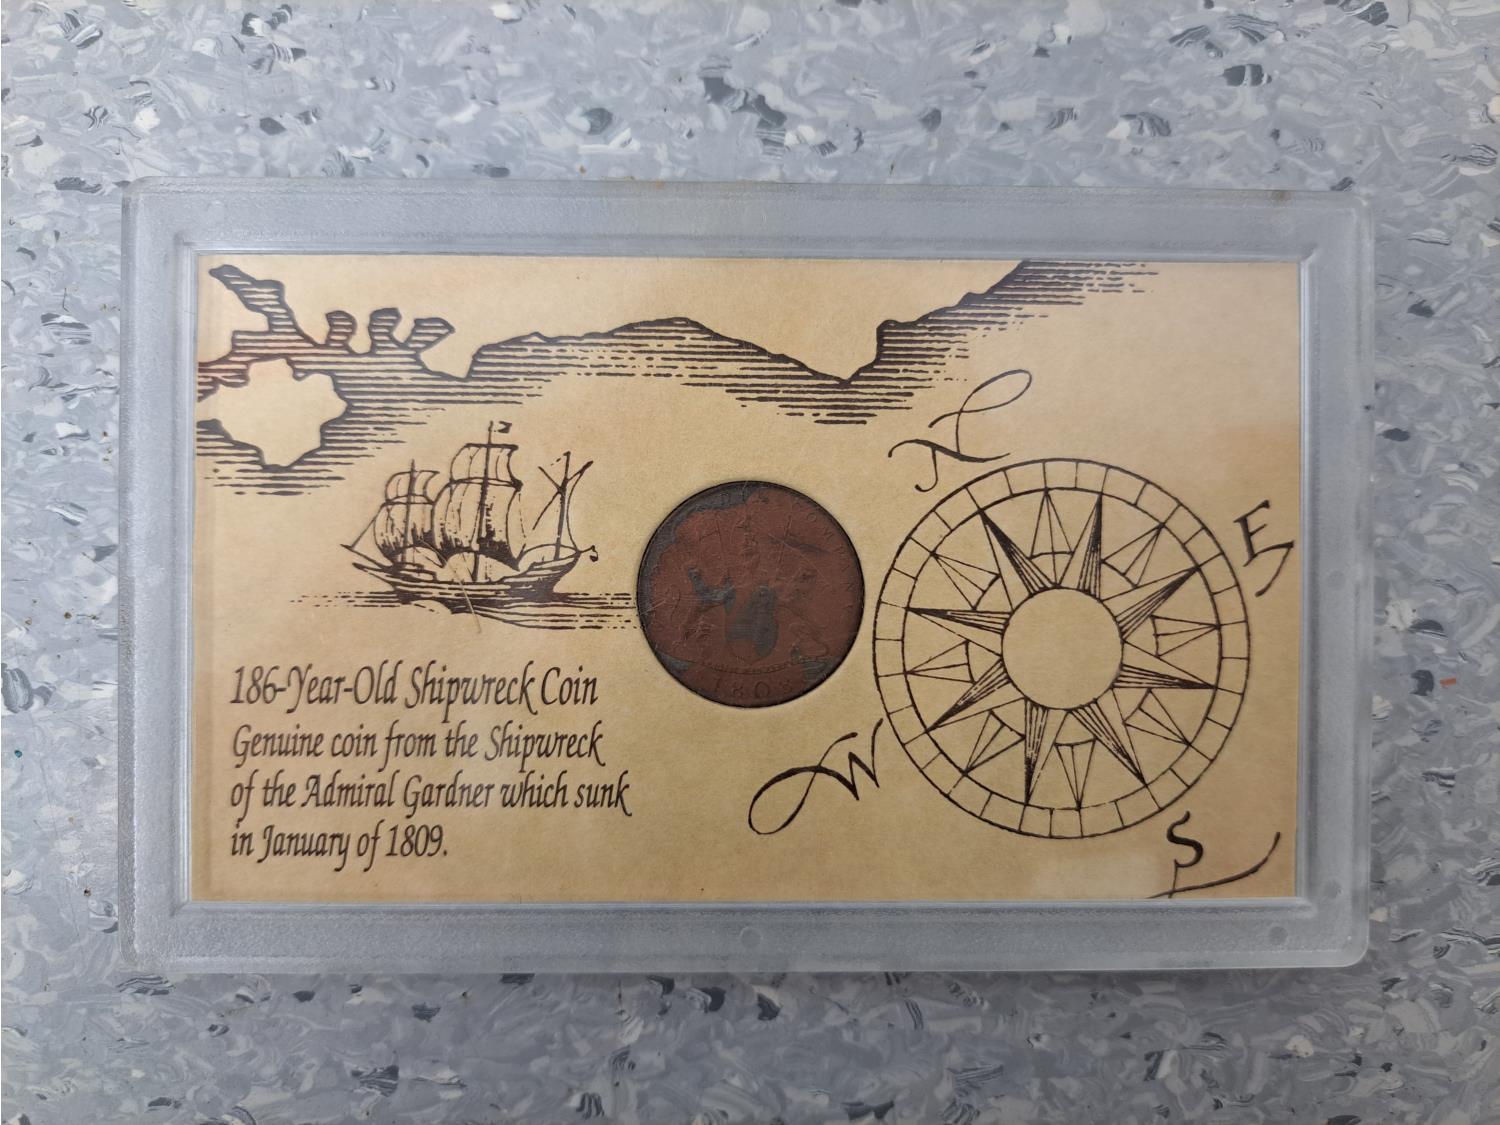 N
E
S
W
1808
186-Year-Old Shipwreck Coin
Genuine coin from the Shipwreck
of the Admiral Gardner which sunk
in January of 1809.